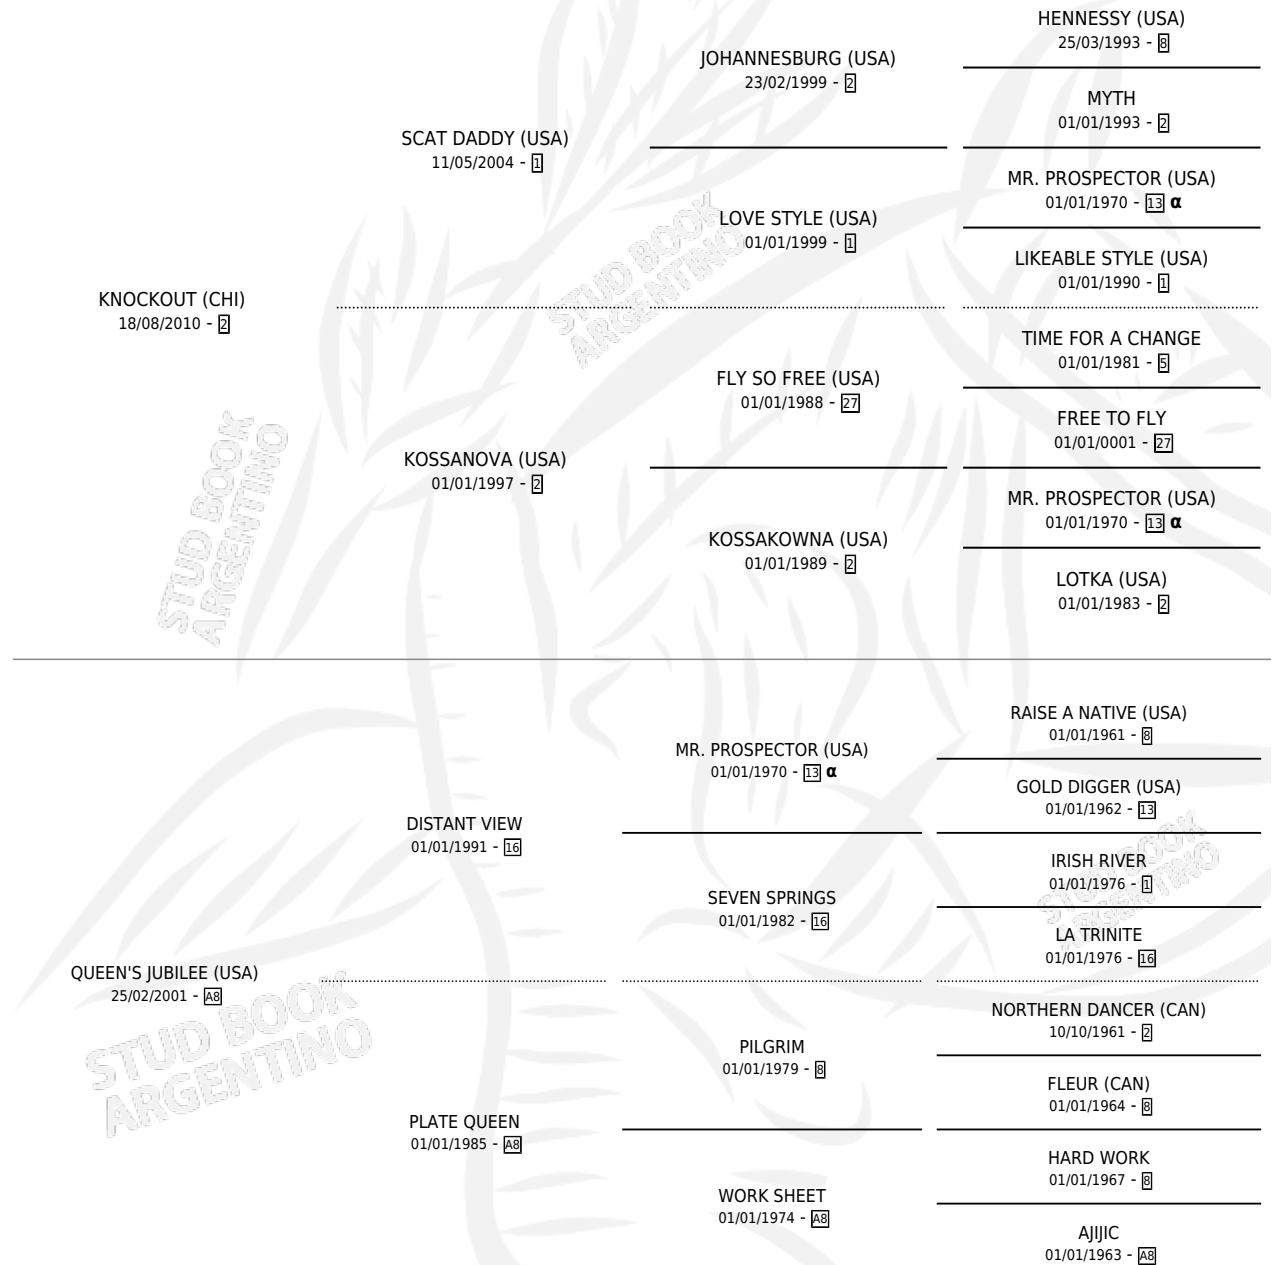 HENNESSY (USA)
25/03/1993 - 8
JOHANNESBURG (USA)
23/02/1999 - 2
MYTH
01/01/1993 - 2
SCAT DADDY (USA)
11/05/2004 - 1
MR. PROSPECTOR (USA)
01/01/1970 - 13 α
LOVE STYLE (USA)
01/01/1999 - 1
LIKEABLE STYLE (USA)
01/01/1990 - 1
KNOCKOUT (CHI)
18/08/2010 - 2
TIME FOR A CHANGE
01/01/1981 - 5
FLY SO FREE (USA)
01/01/1988 - 27
FREE TO FLY
01/01/0001 - 27
KOSSANOVA (USA)
01/01/1997 - 2
MR. PROSPECTOR (USA)
01/01/1970 - 13 α
KOSSAKOWNA (USA)
01/01/1989 - 2
LOTKA (USA)
01/01/1983 - 2
RAISE A NATIVE (USA)
01/01/1961 - 8
MR. PROSPECTOR (USA)
01/01/1970 - 13 α
GOLD DIGGER (USA)
01/01/1962 - 13
DISTANT VIEW
01/01/1991 - 16
IRISH RIVER
01/01/1976 - 1
SEVEN SPRINGS
01/01/1982 - 16
LA TRINITE
01/01/1976 - 16
QUEEN'S JUBILEE (USA)
25/02/2001 - A8
NORTHERN DANCER (CAN)
10/10/1961 - 2
PILGRIM
01/01/1979 - 8
FLEUR (CAN)
01/01/1964 - 8
PLATE QUEEN
01/01/1985 - A8
HARD WORK
01/01/1967 - 8
WORK SHEET
01/01/1974 - A8
AJIJIC
01/01/1963 - A8
STUD BOOK
ARGENTINO
STUD BOOK
ARGENTINO
STUD BOOK
ARGENTINO
STUD BOOK
ARGENTINO